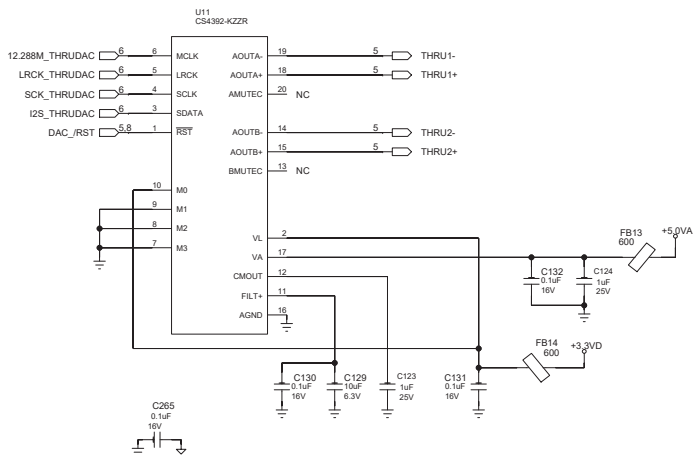 U11
CS4392-KZZR
12.288M_THRUDAC 6 6 MCLK AOUTA- 19 5 THRU1-
LRCK_THRUDAC 6 5 LRCK AOUTA+ 18 5 THRU1+
SCK_THRUDAC 6 4 SCLK AMUTEC 20 NC
I2S_THRUDAC 6 3 SDATA
DAC_/RST 5,8 1 RST AOUTB- 14 5 THRU2-
AOUTB+ 15 5 THRU2+
BMUTEC 13 NC
10 M0
9 M1
8 M2
7 M3
VL 2
VA 17
CMOUT 12
FILT+ 11
AGND 16
FB13
600
+5.0VA
C132
0.1uF
16V
C124
1uF
25V
FB14
600
+3.3VD
C130
0.1uF
16V
C129
10uF
6.3V
C123
1uF
25V
C131
0.1uF
16V
C265
0.1uF
16V